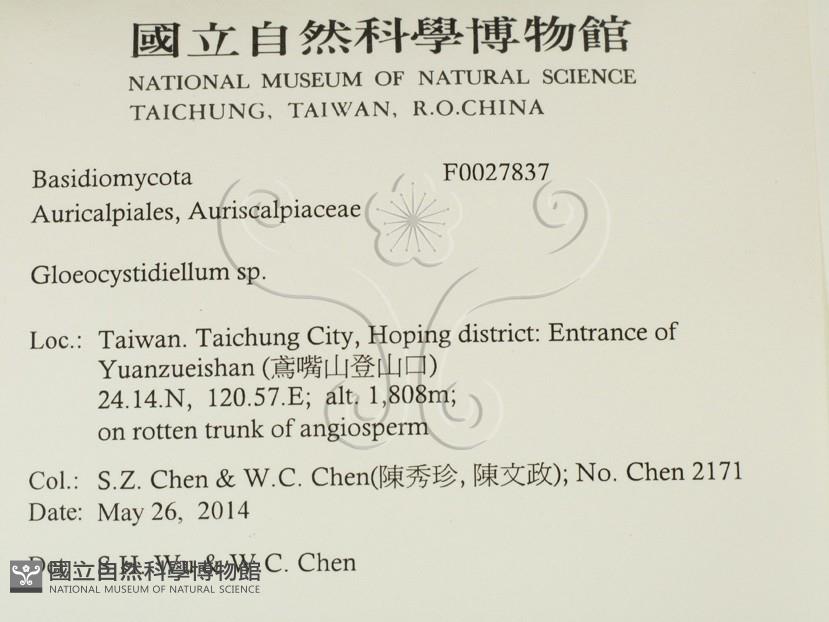 國立自然科學博物館
NATIONAL MUSEUM OF NATURAL SCIENCE
TAICHUNG, TAIWAN, R.O.CHINA
Basidiomycota F0027837
Auricalpiales, Auriscalpiaceae
Gloeocystidiellum sp.
Loc.: Taiwan. Taichung City, Hoping district: Entrance of
Yuanzueishan (鳶嘴山登山口)
24.14.N, 120.57.E; alt. 1,808m;
on rotten trunk of angiosperm
Col.: S.Z. Chen & W.C. Chen(陳秀珍, 陳文政); No. Chen 2171
Date: May 26, 2014
Det.: S.H. Wu & W.C. Chen
國立自然科學博物館
NATIONAL MUSEUM OF NATURAL SCIENCE